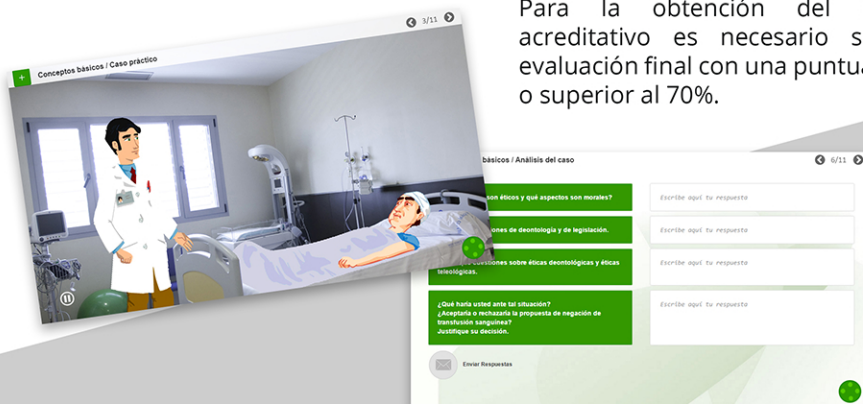 Para la obtención del
acreditativo es necesario
evaluación final con una
o superior al 70%.
3/11
+ Conceptos básicos / Caso práctico
básicos / Análisis del caso
6/11
son éticos y qué aspectos son morales?
Escribe aquí tu respuesta
de deontología y de legislación.
Escribe aquí tu respuesta
sobre éticas deontológicas y éticas
teleológicas.
Escribe aquí tu respuesta
¿Qué haría usted ante tal situación?
¿Aceptaría o rechazaría la propuesta de negación de
transfusión sanguínea?
Justifique su decisión.
Escribe aquí tu respuesta
Enviar Respuestas